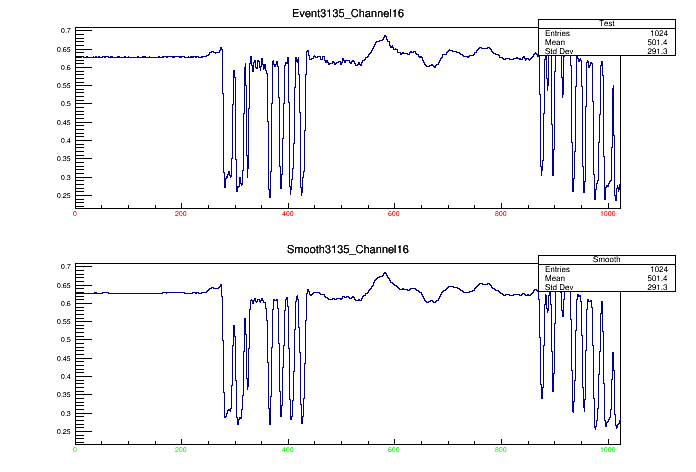 Event3135_Channel16
Test
Entries 1024
Mean 501.4
Std Dev 291.3
0.7
0.65
0.6
0.55
0.5
0.45
0.4
0.35
0.3
0.25
0 200 400 600 800 1000
Smooth3135_Channel16
Smooth
Entries 1024
Mean 501.4
Std Dev 291.3
0.7
0.65
0.6
0.55
0.5
0.45
0.4
0.35
0.3
0.25
0 200 400 600 800 1000